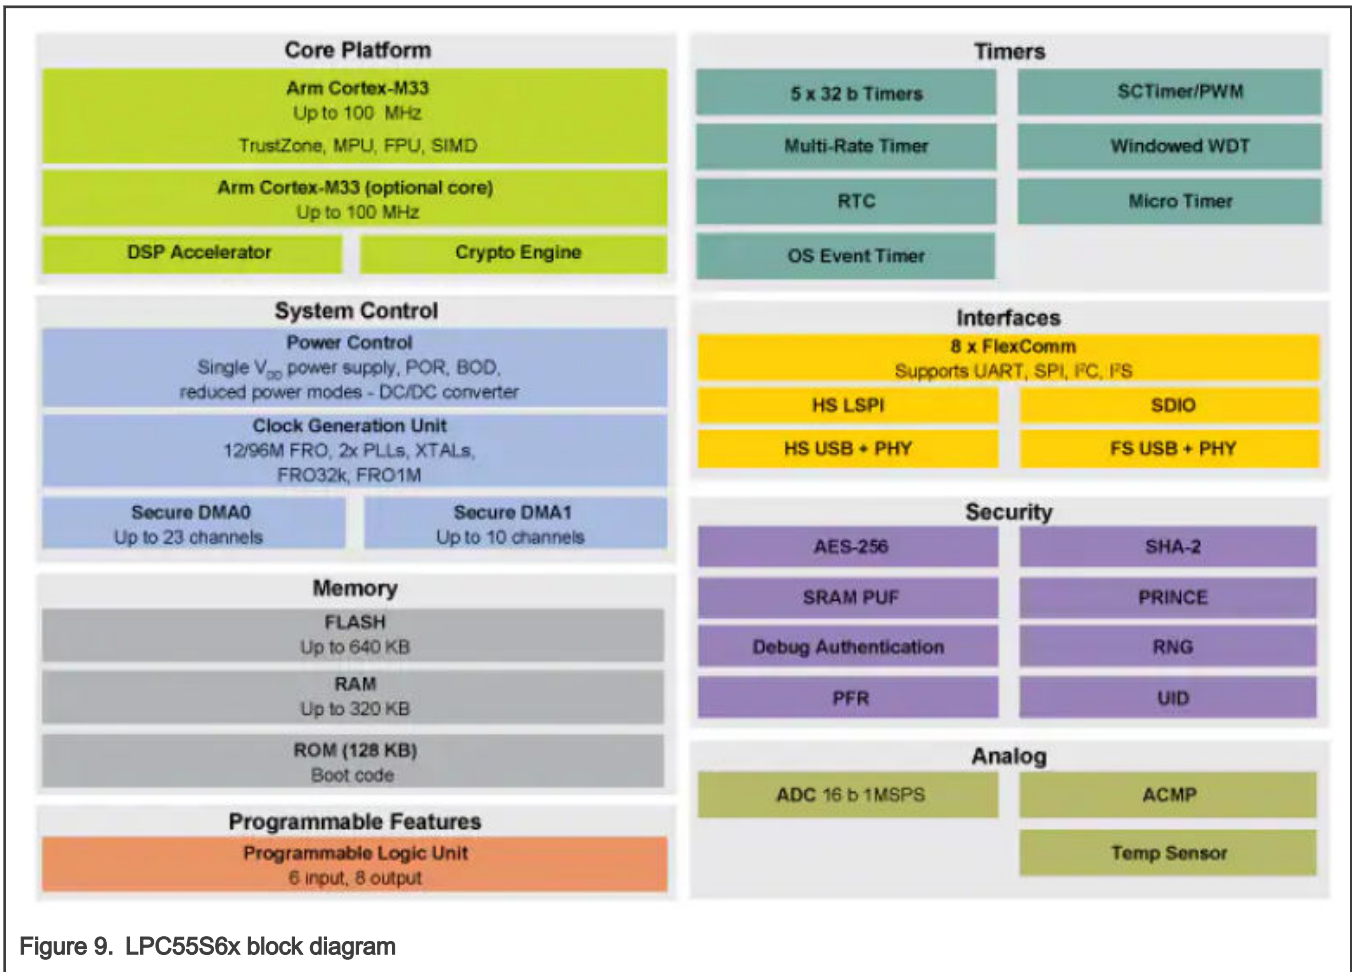 Core Platform
Arm Cortex-M33
Up to 100 MHz
TrustZone, MPU, FPU, SIMD
Arm Cortex-M33 (optional core)
Up to 100 MHz
DSP Accelerator
Crypto Engine
System Control
Power Control
Single VDD power supply, POR, BOD,
reduced power modes - DC/DC converter
Clock Generation Unit
12/96M FRO, 2x PLLs, XTALs,
FRO32k, FRO1M
Secure DMA0
Up to 23 channels
Secure DMA1
Up to 10 channels
Memory
FLASH
Up to 640 KB
RAM
Up to 320 KB
ROM (128 KB)
Boot code
Programmable Features
Programmable Logic Unit
6 input, 8 output
Timers
5 x 32 b Timers
SCTimer/PWM
Multi-Rate Timer
Windowed WDT
RTC
Micro Timer
OS Event Timer
Interfaces
8 x FlexComm
Supports UART, SPI, I²C, I²S
HS LSPI
SDIO
HS USB + PHY
FS USB + PHY
Security
AES-256
SHA-2
SRAM PUF
PRINCE
Debug Authentication
RNG
PFR
UID
Analog
ADC 16 b 1MSPS
ACMP
Temp Sensor
Figure 9. LPC55S6x block diagram